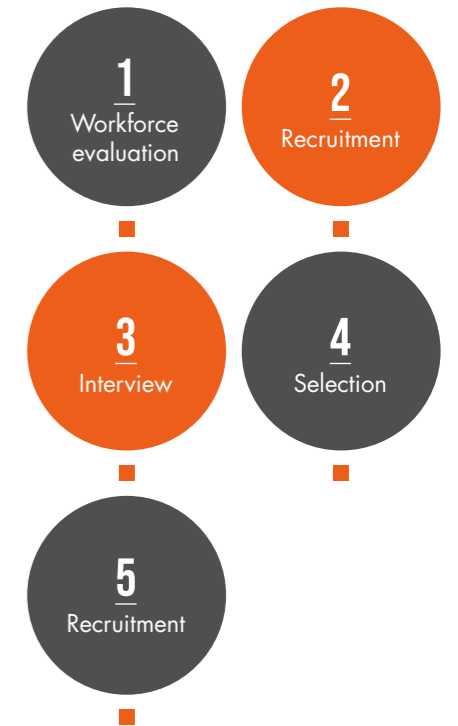 1
Workforce
evaluation
2
Recruitment
3
Interview
4
Selection
5
Recruitment